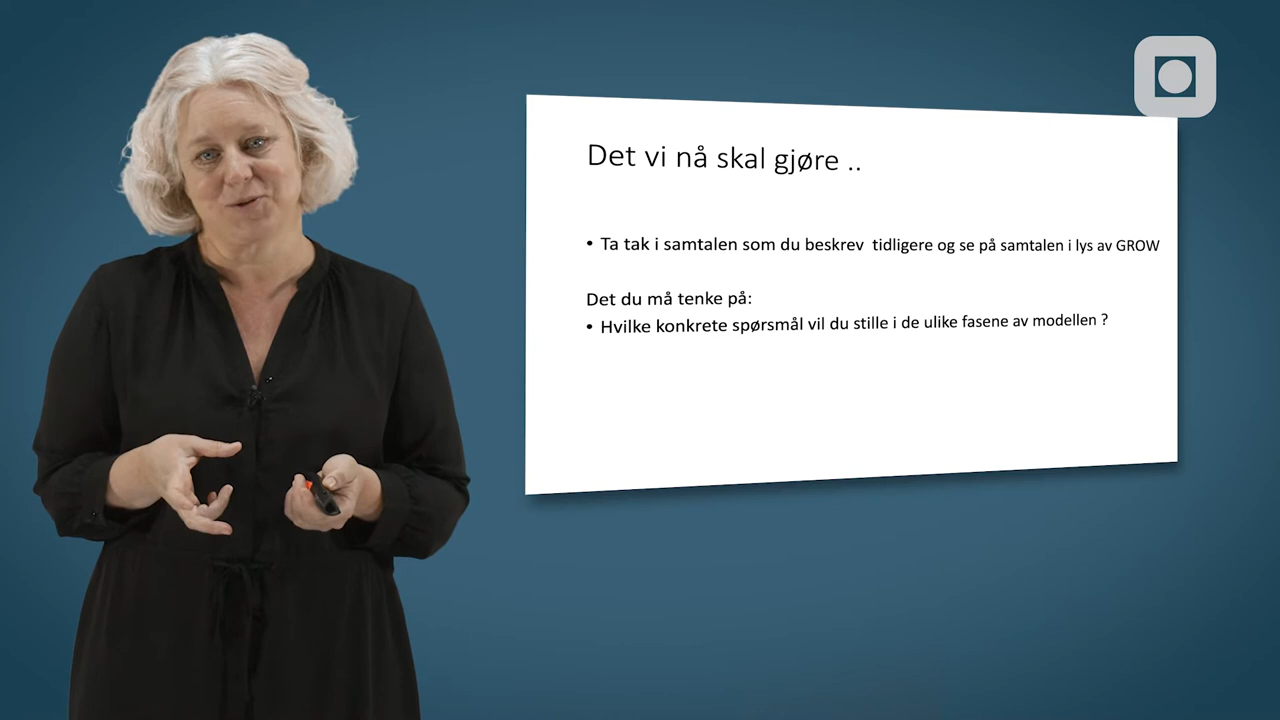 Det vi nå skal gjøre ..
• Ta tak i samtalen som du beskrev tidligere og se på samtalen i lys av GROW
Det du må tenke på:
• Hvilke konkrete spørsmål vil du stille i de ulike fasene av modellen ?